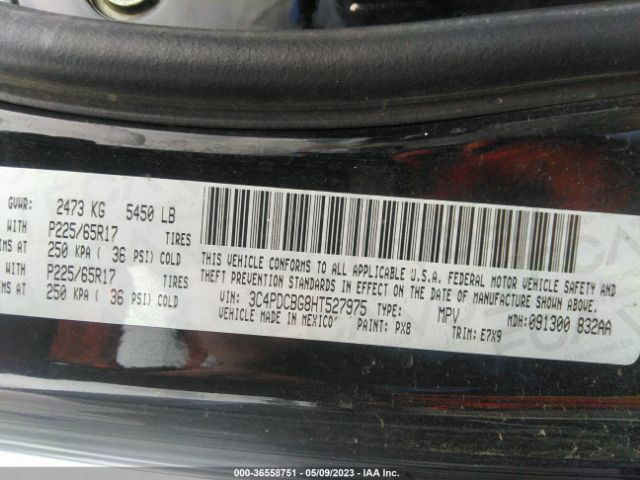 GVWR: 2473 KG 5450 LB
WITH P225/65R17 TIRES
IMS AT 250 KPA ( 36 PSI) COLD
WITH P225/65R17 TIRES
IMS AT 250 KPA ( 36 PSI) COLD
THIS VEHICLE CONFORMS TO ALL APPLICABLE U.S.A. FEDERAL MOTOR VEHICLE SAFETY AND
THEFT PREVENTION STANDARDS IN EFFECT ON THE DATE OF MANUFACTURE SHOWN ABOVE.
VIN: 3C4PDCBG8HT527975 TYPE: MPV MDH:091300 832AA
VEHICLE MADE IN MEXICO PAINT: PX8 TRIM: E7X9
000-36558751 — 05/09/2023 — IAA Inc.